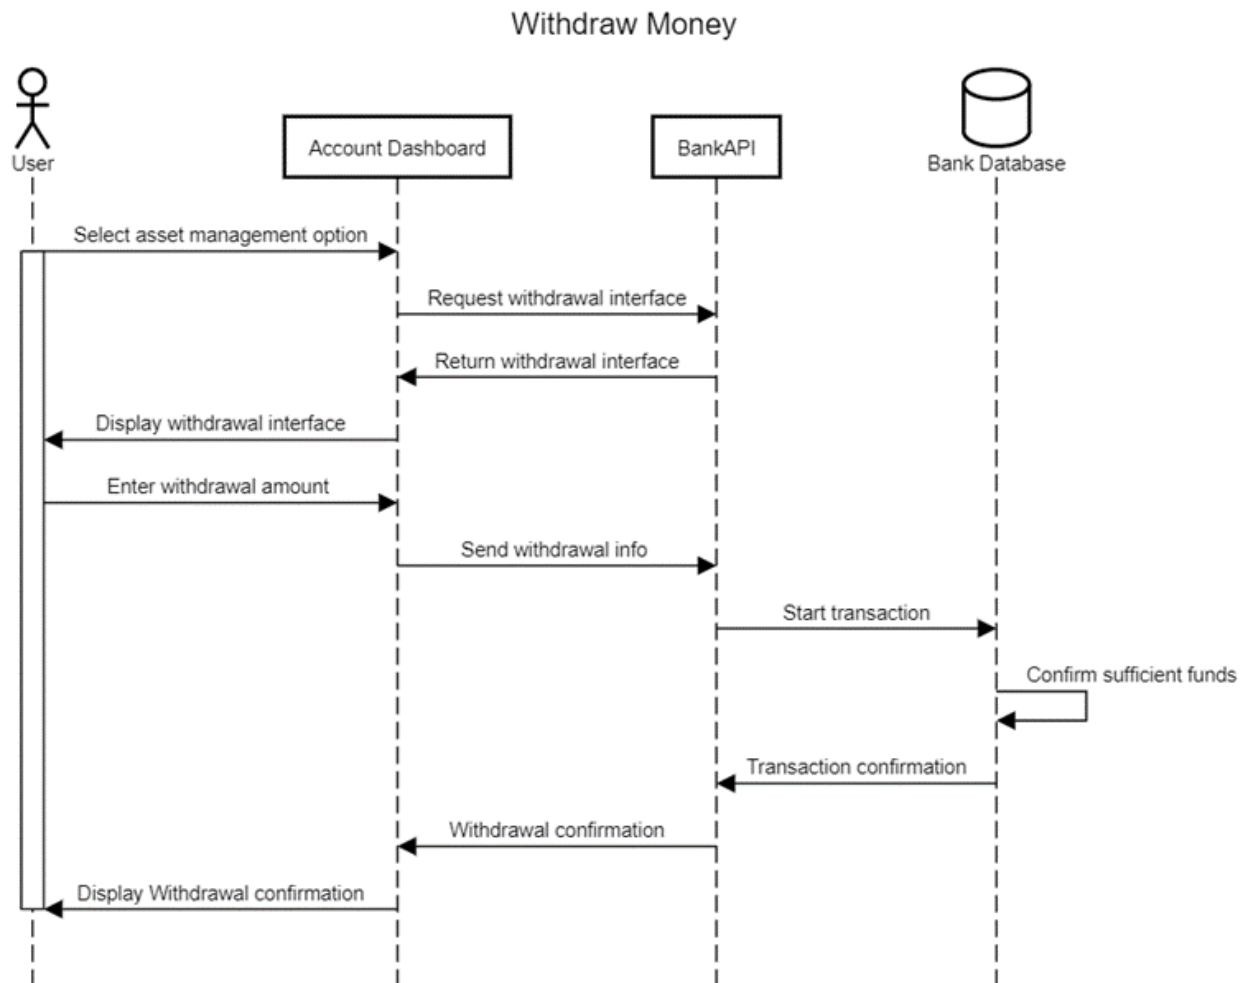 Withdraw Money
User
Account Dashboard
BankAPI
Bank Database
Select asset management option
Request withdrawal interface
Return withdrawal interface
Display withdrawal interface
Enter withdrawal amount
Send withdrawal info
Start transaction
Confirm sufficient funds
Transaction confirmation
Withdrawal confirmation
Display Withdrawal confirmation